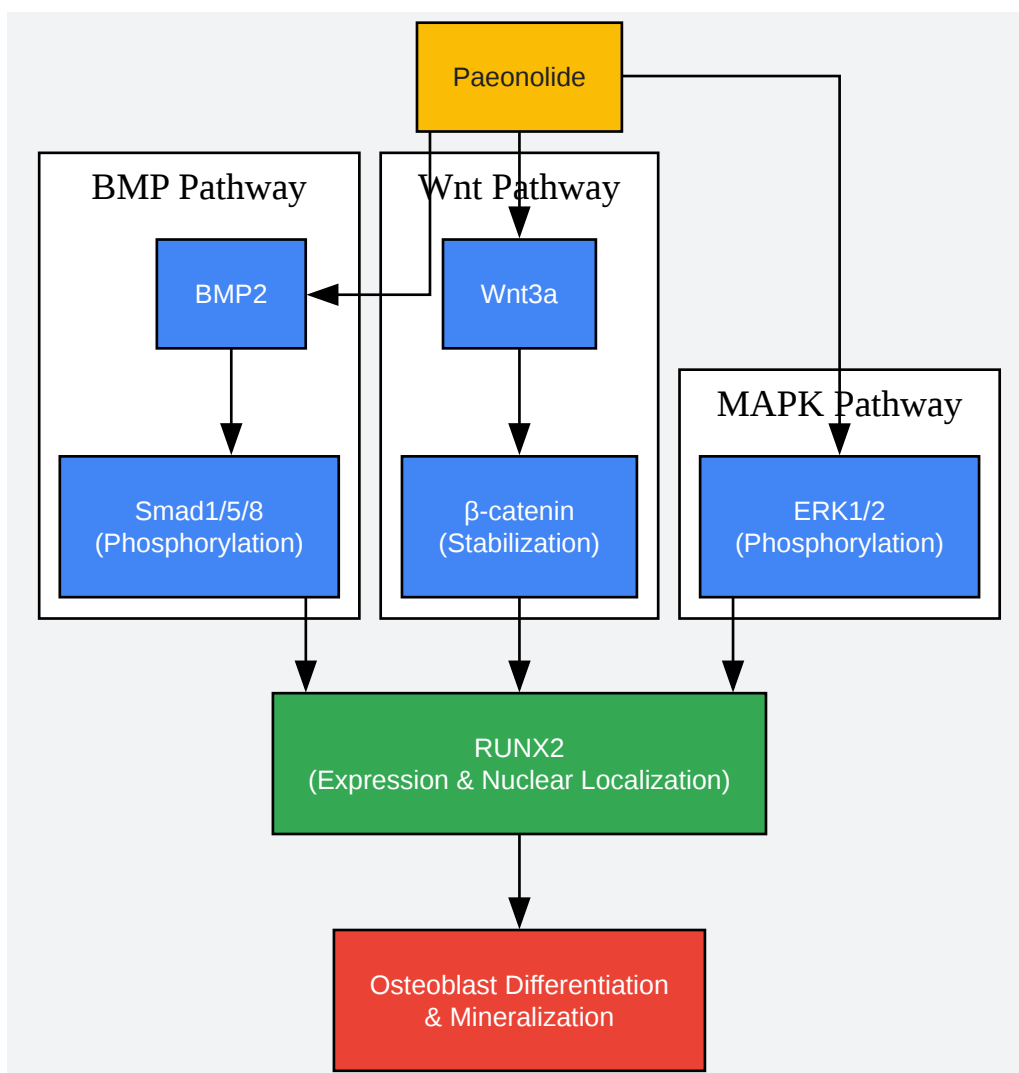 Paeonolide
BMP Pathway
Wnt Pathway
BMP2
Wnt3a
MAPK Pathway
Smad1/5/8
(Phosphorylation)
β-catenin
(Stabilization)
ERK1/2
(Phosphorylation)
RUNX2
(Expression & Nuclear Localization)
Osteoblast Differentiation
& Mineralization